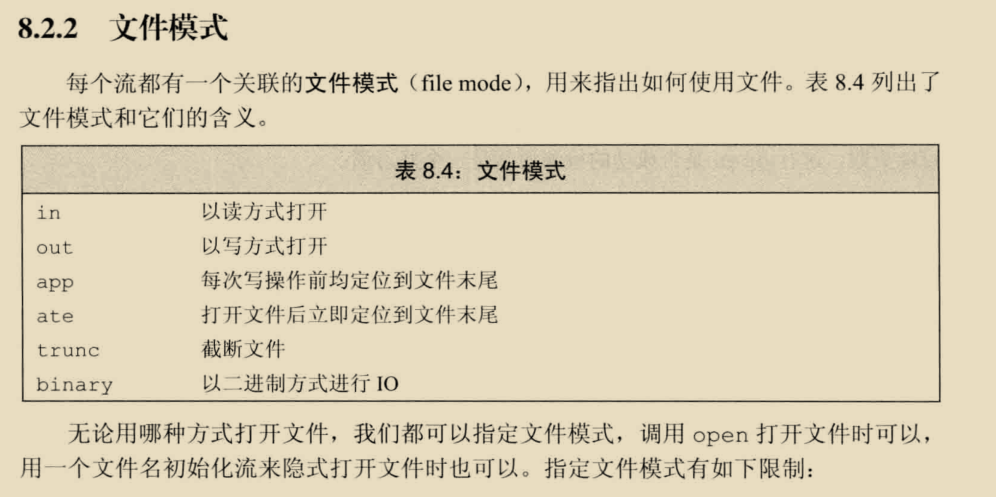 8.2.2 文件模式
每个流都有一个关联的文件模式（file mode），用来指出如何使用文件。表 8.4 列出了
文件模式和它们的含义。
表 8.4：文件模式
in 以读方式打开
out 以写方式打开
app 每次写操作前均定位到文件末尾
ate 打开文件后立即定位到文件末尾
trunc 截断文件
binary 以二进制方式进行 IO
无论用哪种方式打开文件，我们都可以指定文件模式，调用 open 打开文件时可以，
用一个文件名初始化流来隐式打开文件时也可以。指定文件模式有如下限制：